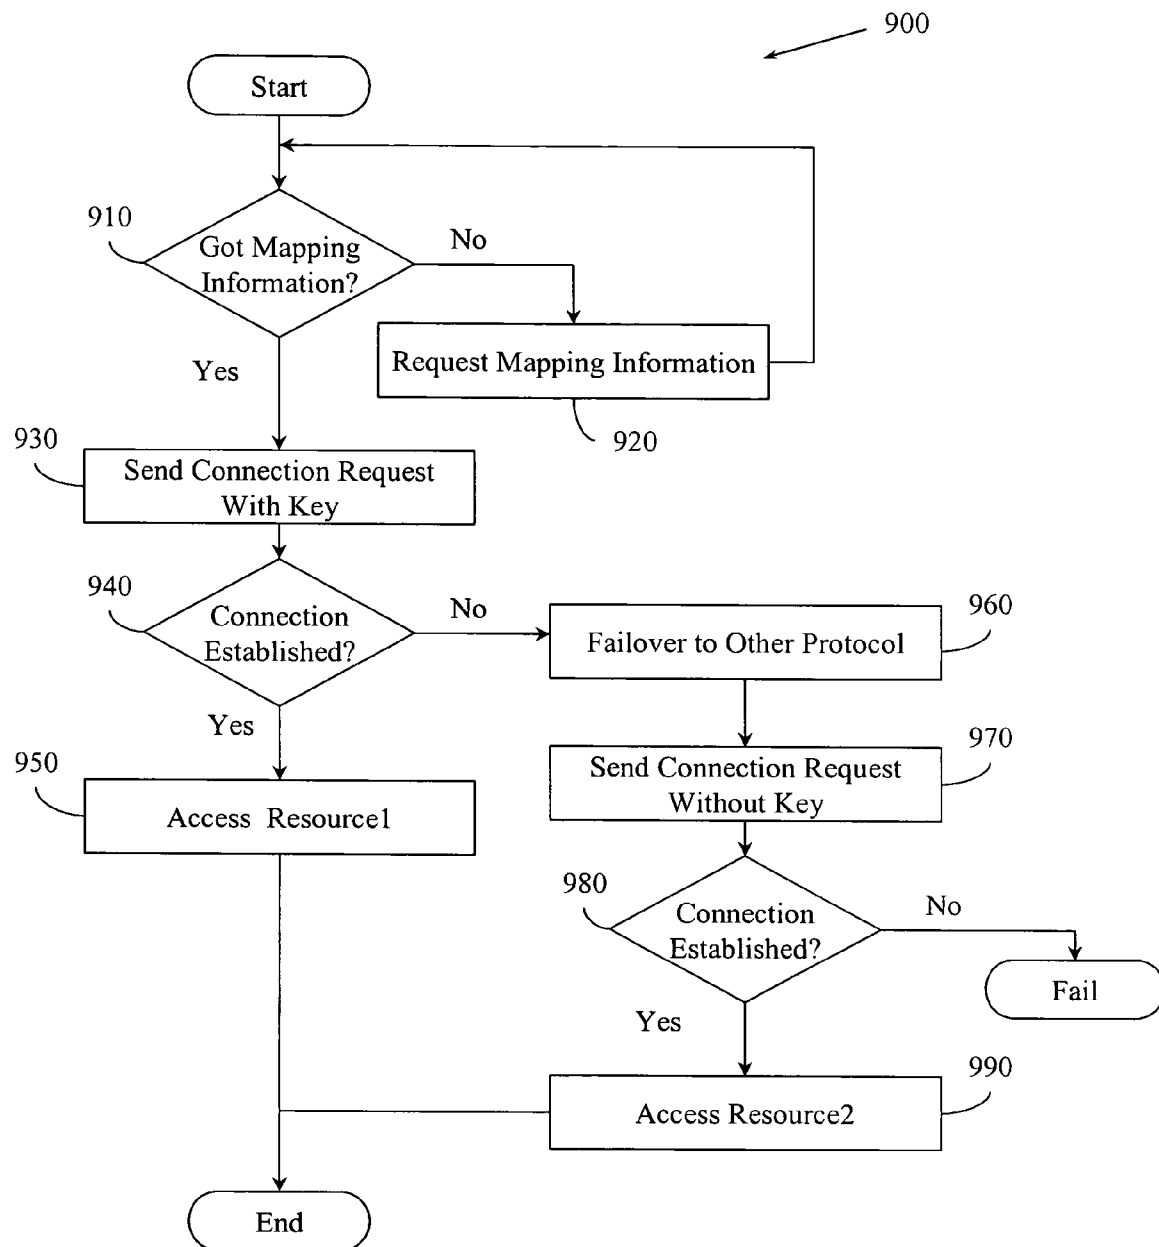 900
Start
910
Got Mapping
Information?
No
Request Mapping Information
920
Yes
930
Send Connection Request
With Key
940
Connection
Established?
No
960
Failover to Other Protocol
Yes
970
Send Connection Request
Without Key
950
Access Resource1
980
Connection
Established?
No
Fail
Yes
990
Access Resource2
End